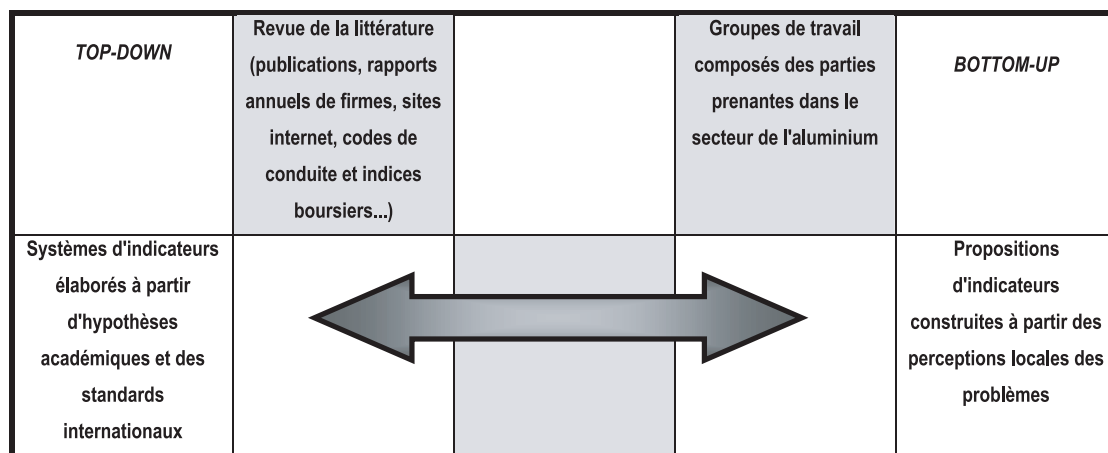 TOP-DOWN
Revue de la littérature
(publications, rapports
annuels de firmes, sites
internet, codes de
conduite et indices
boursiers...)
Groupes de travail
composés des parties
prenantes dans le
secteur de l'aluminium
BOTTOM-UP
Systèmes d'indicateurs
élaborés à partir
d'hypothèses
académiques et des
standards
internationaux
Propositions
d'indicateurs
construites à partir des
perceptions locales des
problèmes